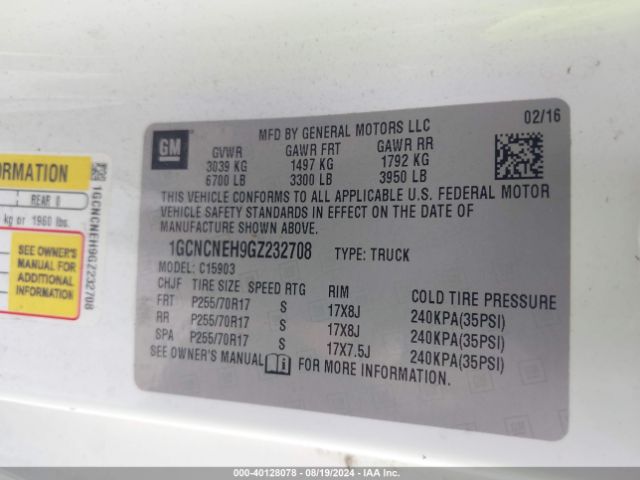 GM
MFD BY GENERAL MOTORS LLC
02/16
GVWR GAWR FRT GAWR RR
3039 KG 1497 KG 1792 KG
6700 LB 3300 LB 3950 LB
THIS VEHICLE CONFORMS TO ALL APPLICABLE U.S. FEDERAL MOTOR
VEHICLE SAFETY STANDARDS IN EFFECT ON THE DATE OF
MANUFACTURE SHOWN ABOVE.
1GCNCNEH9GZ232708 TYPE: TRUCK
MODEL: C15903
CHJF TIRE SIZE SPEED RTG RIM COLD TIRE PRESSURE
FRT P255/70R17 S 17X8J 240KPA(35PSI)
RR P255/70R17 S 17X8J 240KPA(35PSI)
SPA P255/70R17 S 17X7.5J 240KPA(35PSI)
SEE OWNER'S MANUAL i FOR MORE INFORMATION.
FORMATION
REAR 0
kg or 1960 lbs.
SEE OWNER'S
MANUAL FOR
ADDITIONAL
INFORMATION
1GCNCNEH9GZ232708
000-40128078 - 08/19/2024 - IAA Inc.